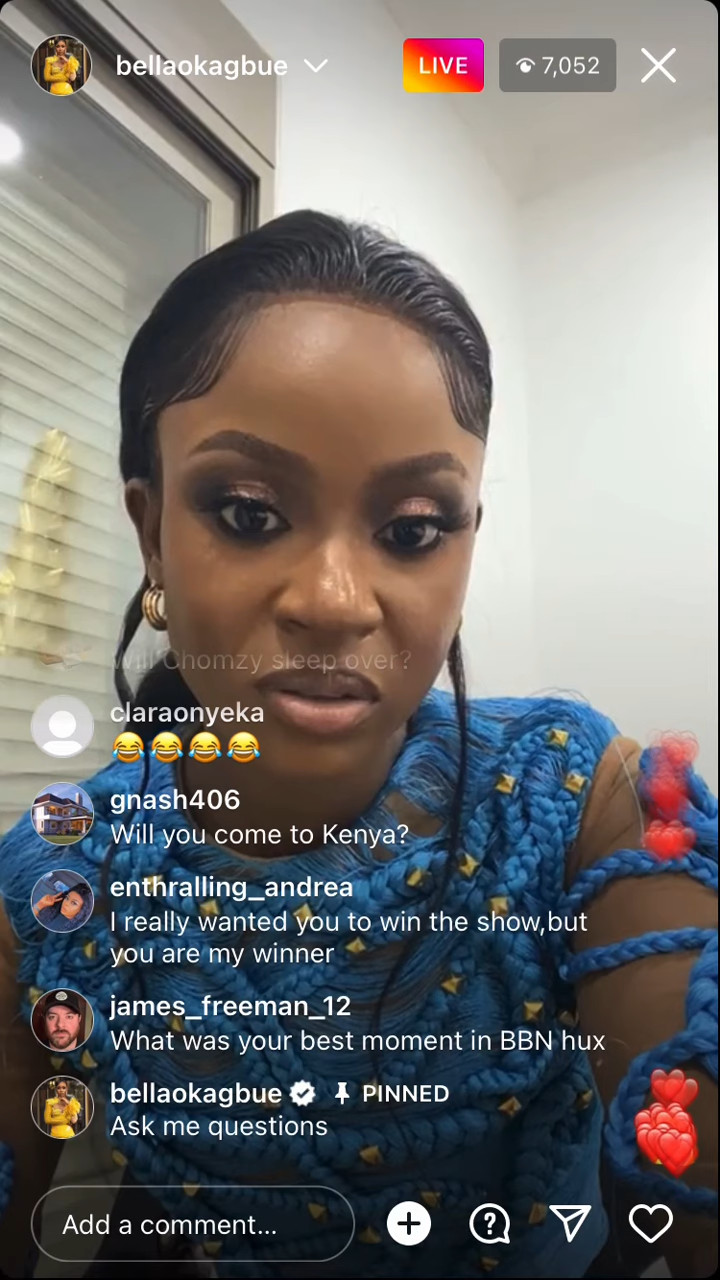 bellaokagbue
LIVE
7,052
Will Chomzy sleep over?
claraonyeka
😂😂😂😂
gnash406
Will you come to Kenya?
enthralling_andrea
I really wanted you to win the show,but
you are my winner
james_freeman_12
What was your best moment in BBN hux
bellaokagbue PINNED
Ask me questions
Add a comment...